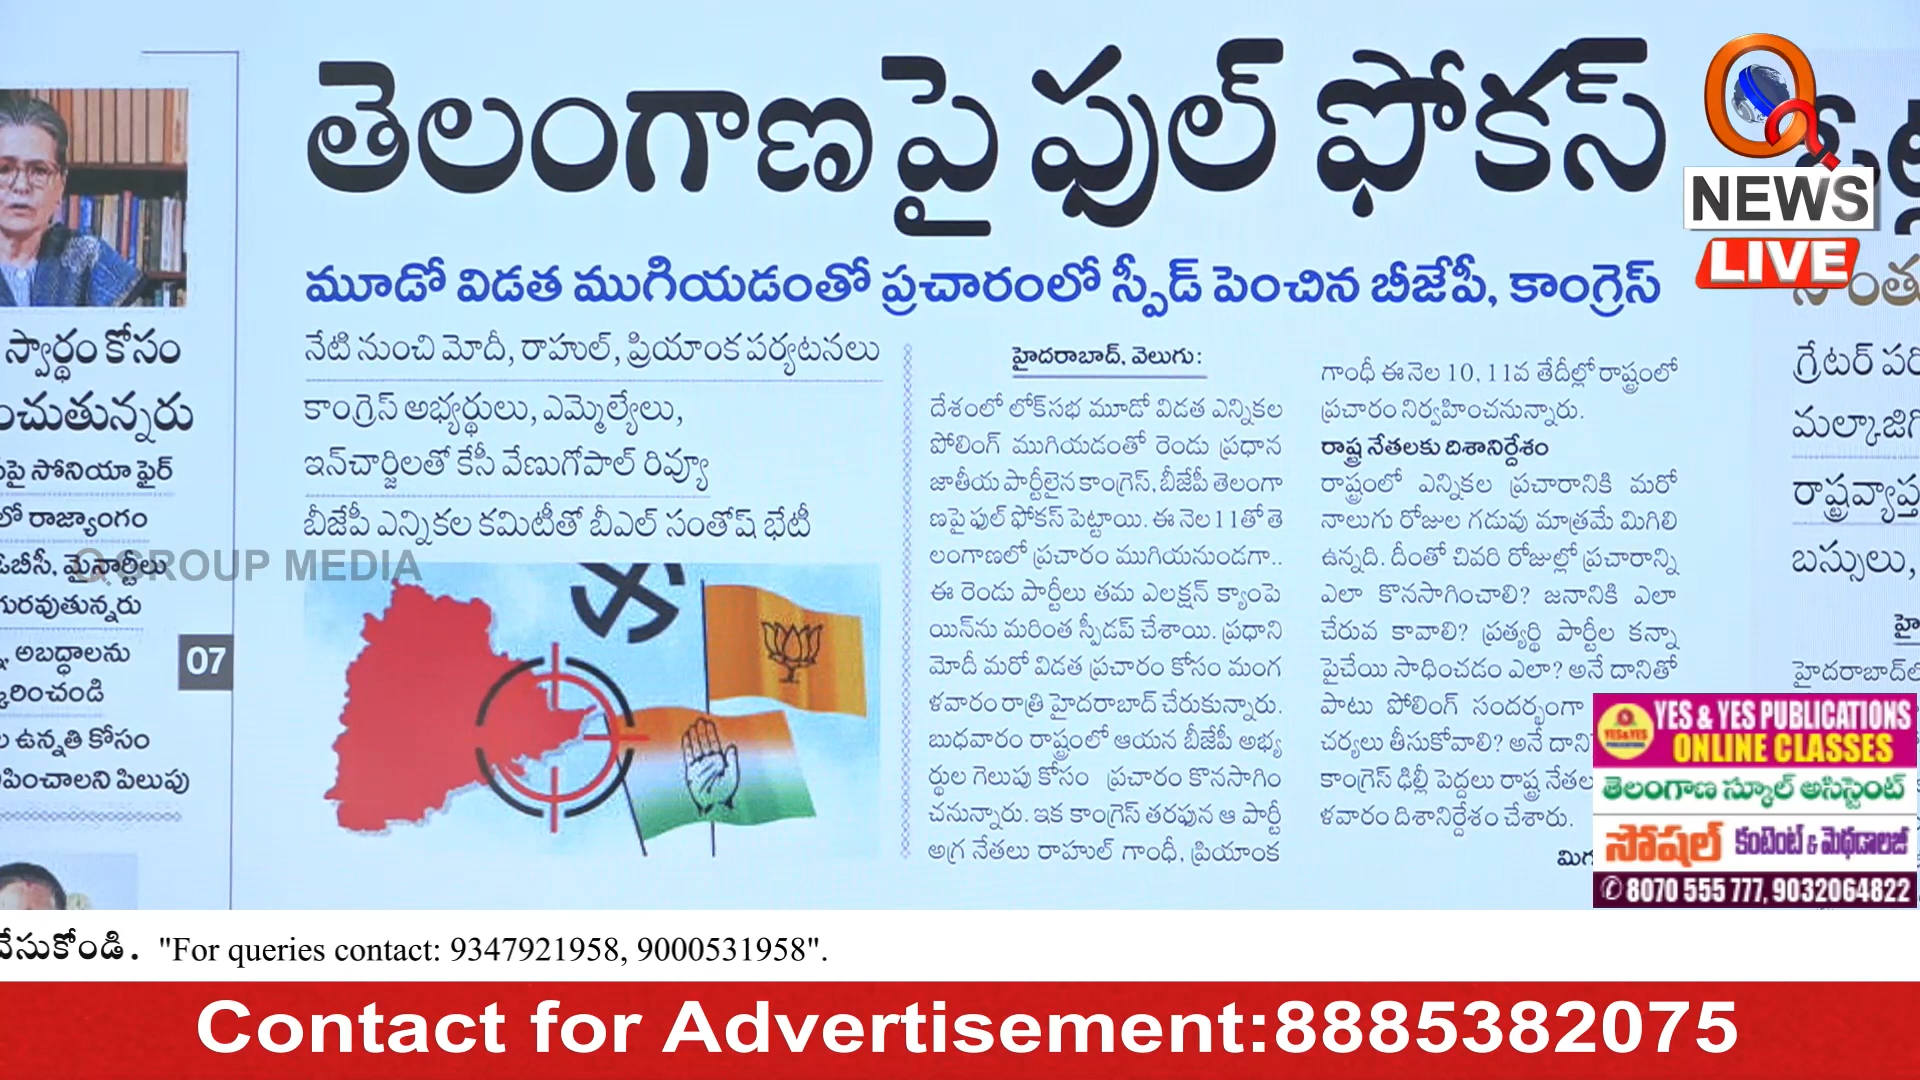 తెలంగాణపై ఫుల్ ఫోకస్
మూడో విడత ముగియడంతో ప్రచారంలో స్పీడ్ పెంచిన బీజేపీ, కాంగ్రెస్
నేటి నుంచి మోదీ, రాహుల్, ప్రియాంక పర్యటనలు
కాంగ్రెస్ అభ్యర్థులు, ఎమ్మెల్యేలు,
ఇన్‌చార్జిలతో కేసీ వేణుగోపాల్ రివ్యూ
బీజేపీ ఎన్నికల కమిటీతో బీఎల్ సంతోష్ భేటీ
హైదరాబాద్, వెలుగు:
దేశంలో లోక్‌సభ మూడో విడత ఎన్నికల
పోలింగ్ ముగియడంతో రెండు ప్రధాన
జాతీయ పార్టీలైన కాంగ్రెస్, బీజేపీ తెలంగా
ణపై ఫుల్ ఫోకస్ పెట్టాయి. ఈ నెల 11తో తె
లంగాణలో ప్రచారం ముగియనుండగా..
ఈ రెండు పార్టీలు తమ ఎలక్షన్ క్యాంపె
యిన్‌ను మరింత స్పీడప్ చేశాయి. ప్రధాని
మోదీ మరో విడత ప్రచారం కోసం మంగ
ళవారం రాత్రి హైదరాబాద్ చేరుకున్నారు.
బుధవారం రాష్ట్రంలో ఆయన బీజేపీ అభ్య
ర్థుల గెలుపు కోసం ప్రచారం కొనసాగిం
చనున్నారు. ఇక కాంగ్రెస్ తరఫున ఆ పార్టీ
అగ్ర నేతలు రాహుల్ గాంధీ, ప్రియాంక
గాంధీ ఈ నెల 10, 11వ తేదీల్లో రాష్ట్రంలో
ప్రచారం నిర్వహించనున్నారు.
రాష్ట్ర నేతలకు దిశానిర్దేశం
రాష్ట్రంలో ఎన్నికల ప్రచారానికి మరో
నాలుగు రోజుల గడువు మాత్రమే మిగిలి
ఉన్నది. దీంతో చివరి రోజుల్లో ప్రచారాన్ని
ఎలా కొనసాగించాలి? జనానికి ఎలా
చేరువ కావాలి? ప్రత్యర్థి పార్టీల కన్నా
పైచేయి సాధించడం ఎలా? అనే దానితో
పాటు పోలింగ్ సందర్భంగా
చర్యలు తీసుకోవాలి? అనే
కాంగ్రెస్ ఢిల్లీ పెద్దలు రాష్ట్ర
ళవారం దిశానిర్దేశం చేశారు.
స్వార్థం కోసం
సోనియా ఫైర్
రాజ్యాంగం
మైనార్టీలు
అబద్ధాలను
07
ఉన్నతి కోసం
పిలుపు
గ్రేటర్
బస్సులు,
Q GROUP MEDIA
Q
NEWS
LIVE
YES & YES PUBLICATIONS
ONLINE CLASSES
తెలంగాణ స్కూల్ అసిస్టెంట్
సోషల్ కంటెంట్ & మెథడాలజీ
8070 555 777, 9032064822
"For queries contact: 9347921958, 9000531958".
Contact for Advertisement:8885382075